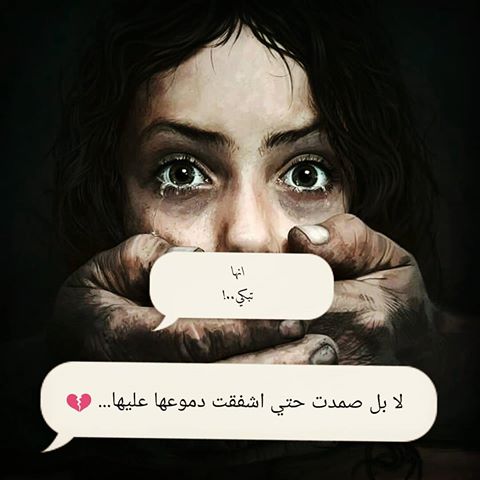 انها
تبكي..!
لا بل صمدت حتي اشفقت دموعها عليها... 💔